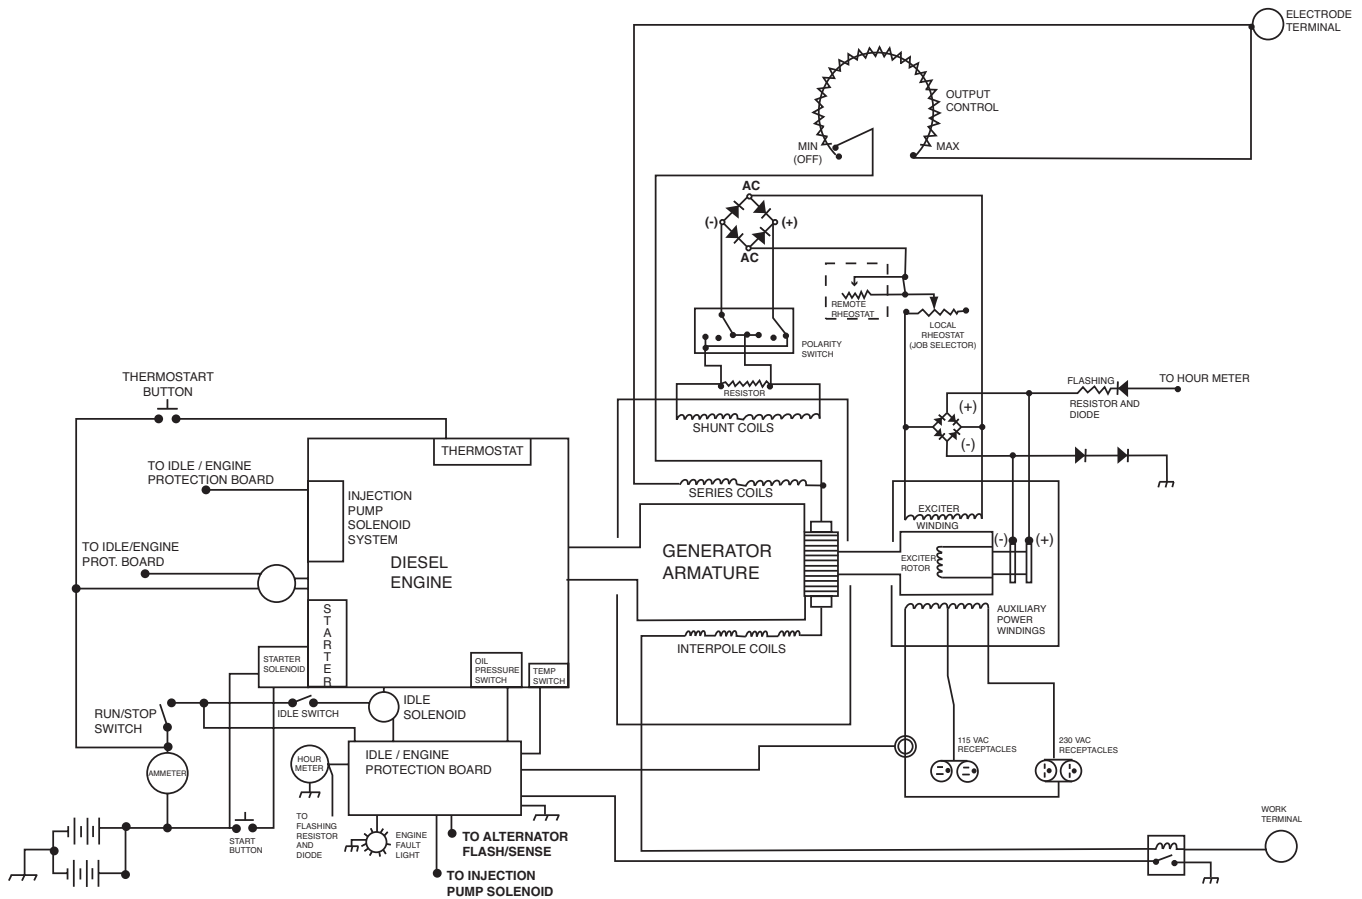 ELECTRODE
TERMINAL
OUTPUT
CONTROL
MIN
(OFF)
MAX
AC
(-)
(+)
AC
REMOTE
RHEOSTAT
LOCAL
RHEOSTAT
(JOB SELECTOR)
POLARITY
SWITCH
RESISTOR
SHUNT COILS
FLASHING
RESISTOR AND
DIODE
TO HOUR METER
(+)
(-)
THERMOSTART
BUTTON
THERMOSTAT
TO IDLE / ENGINE
PROTECTION BOARD
INJECTION
PUMP
SOLENOID
SYSTEM
SERIES COILS
EXCITER
WINDING
TO IDLE/ENGINE
PROT. BOARD
DIESEL
ENGINE
GENERATOR
ARMATURE
EXCITER
ROTOR
(-)
(+)
STARTER
AUXILIARY
POWER
WINDINGS
INTERPOLE COILS
STARTER
SOLENOID
OIL
PRESSURE
SWITCH
TEMP
SWITCH
RUN/STOP
SWITCH
IDLE SWITCH
IDLE
SOLENOID
115 VAC
RECEPTACLES
230 VAC
RECEPTACLES
HOUR
METER
IDLE / ENGINE
PROTECTION BOARD
AMMETER
START
BUTTON
TO
FLASHING
RESISTOR
AND
DIODE
ENGINE
FAULT
LIGHT
TO ALTERNATOR
FLASH/SENSE
TO INJECTION
PUMP SOLENOID
WORK
TERMINAL